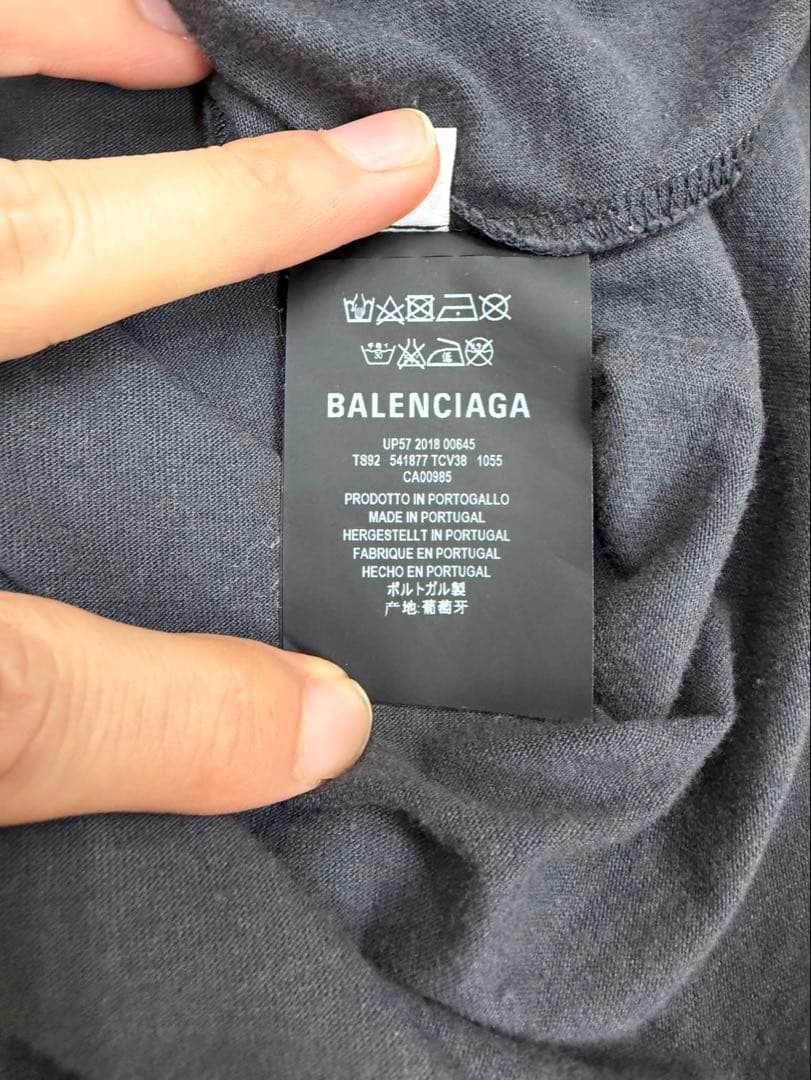 BALENCIAGA
UP57 2018 00645
TS92 541877 TCV38 1055
CA00985
PRODOTTO IN PORTOGALLO
MADE IN PORTUGAL
HERGESTELLT IN PORTUGAL
FABRIQUE EN PORTUGAL
HECHO EN PORTUGAL
ポルトガル製
产地:葡萄牙